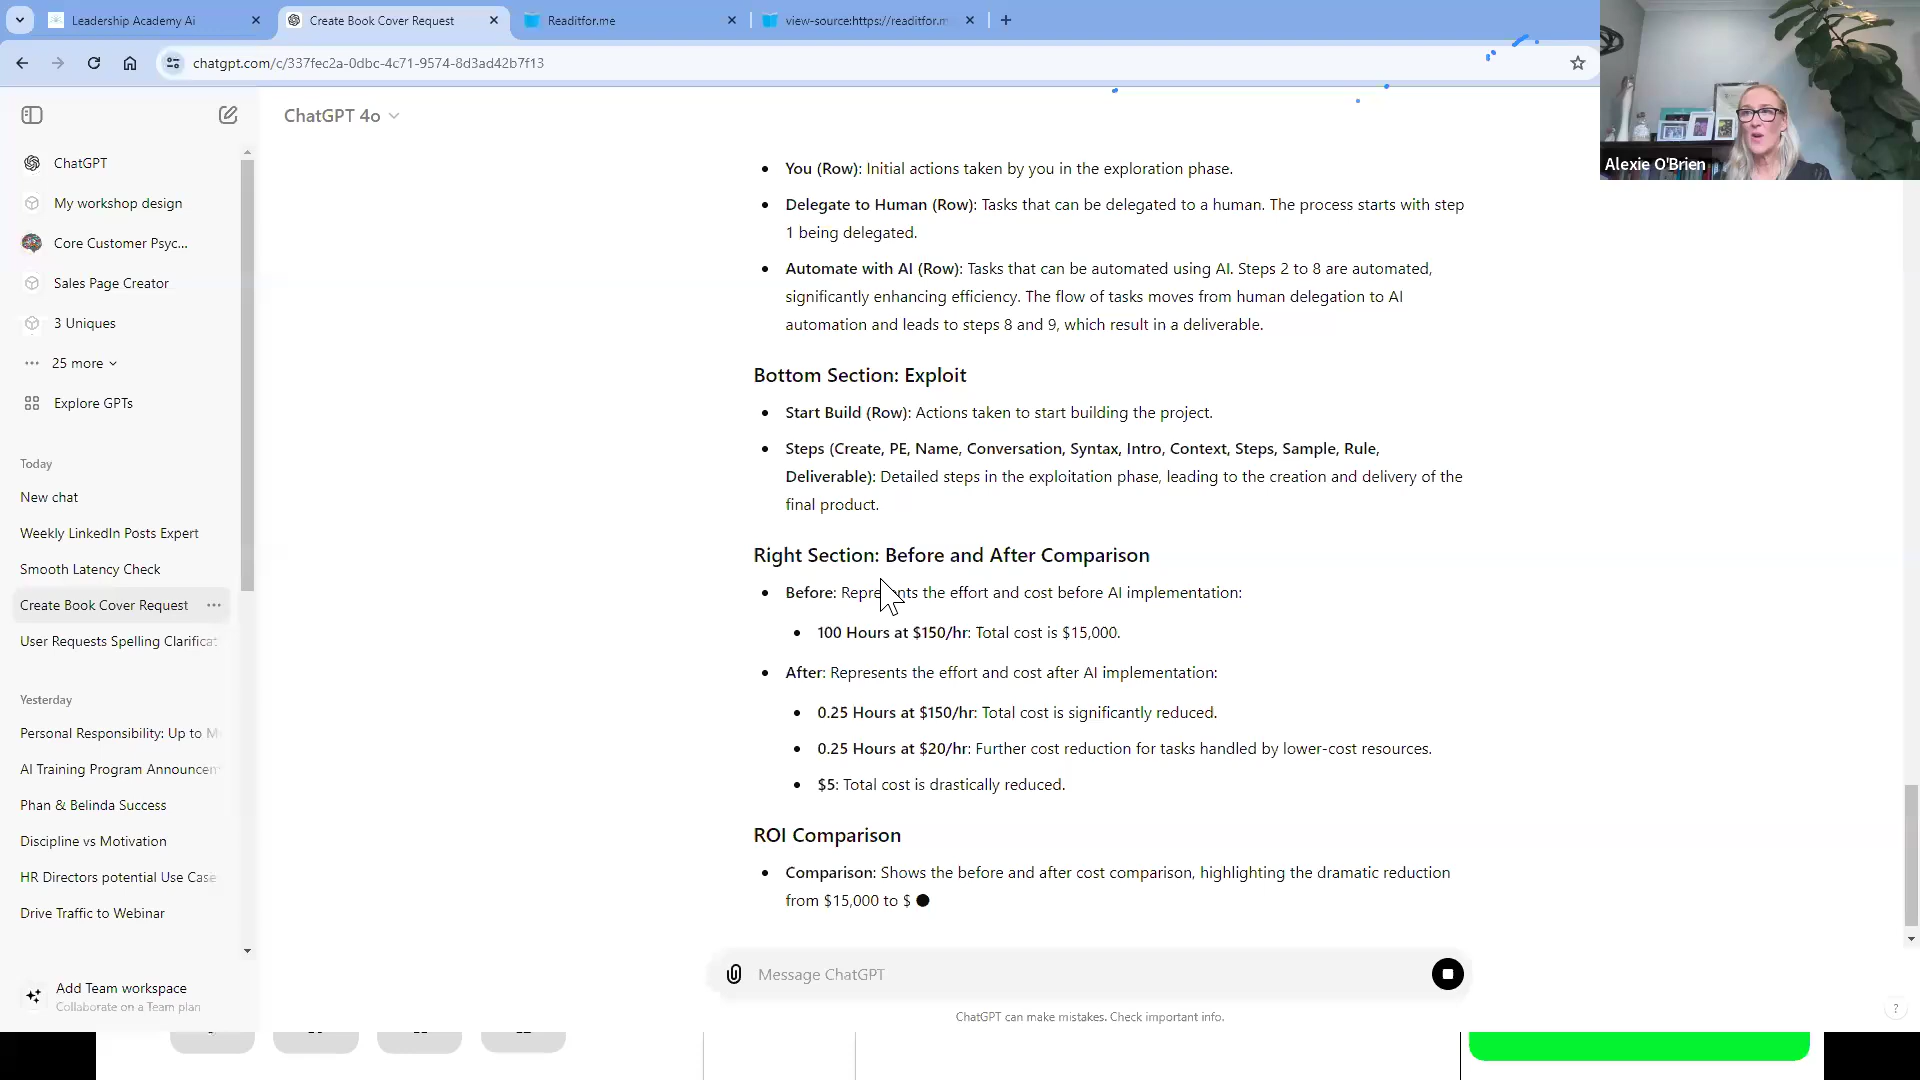 Leadership Academy Ai
Create Book Cover Request
Readitfor.me
view-source:https://readitfor.m
chatgpt.com/c/337fec2a-0dbc-4c71-9574-8d3ad42b7f13
Alexie O'Brien
ChatGPT 4o
ChatGPT
My workshop design
Core Customer Psyc...
Sales Page Creator
3 Uniques
25 more
Explore GPTs
Today
New chat
Weekly LinkedIn Posts Expert
Smooth Latency Check
Create Book Cover Request
User Requests Spelling Clarificat
Yesterday
Personal Responsibility: Up to M
AI Training Program Announcem
Phan & Belinda Success
Discipline vs Motivation
HR Directors potential Use Case
Drive Traffic to Webinar
Add Team workspace
Collaborate on a Team plan
You (Row): Initial actions taken by you in the exploration phase.
Delegate to Human (Row): Tasks that can be delegated to a human. The process starts with step
1 being delegated.
Automate with AI (Row): Tasks that can be automated using AI. Steps 2 to 8 are automated,
significantly enhancing efficiency. The flow of tasks moves from human delegation to AI
automation and leads to steps 8 and 9, which result in a deliverable.
Bottom Section: Exploit
Start Build (Row): Actions taken to start building the project.
Steps (Create, PE, Name, Conversation, Syntax, Intro, Context, Steps, Sample, Rule,
Deliverable): Detailed steps in the exploitation phase, leading to the creation and delivery of the
final product.
Right Section: Before and After Comparison
Before: Represents the effort and cost before AI implementation:
100 Hours at $150/hr: Total cost is $15,000.
After: Represents the effort and cost after AI implementation:
0.25 Hours at $150/hr: Total cost is significantly reduced.
0.25 Hours at $20/hr: Further cost reduction for tasks handled by lower-cost resources.
$5: Total cost is drastically reduced.
ROI Comparison
Comparison: Shows the before and after cost comparison, highlighting the dramatic reduction
from $15,000 to $
Message ChatGPT
ChatGPT can make mistakes. Check important info.
?